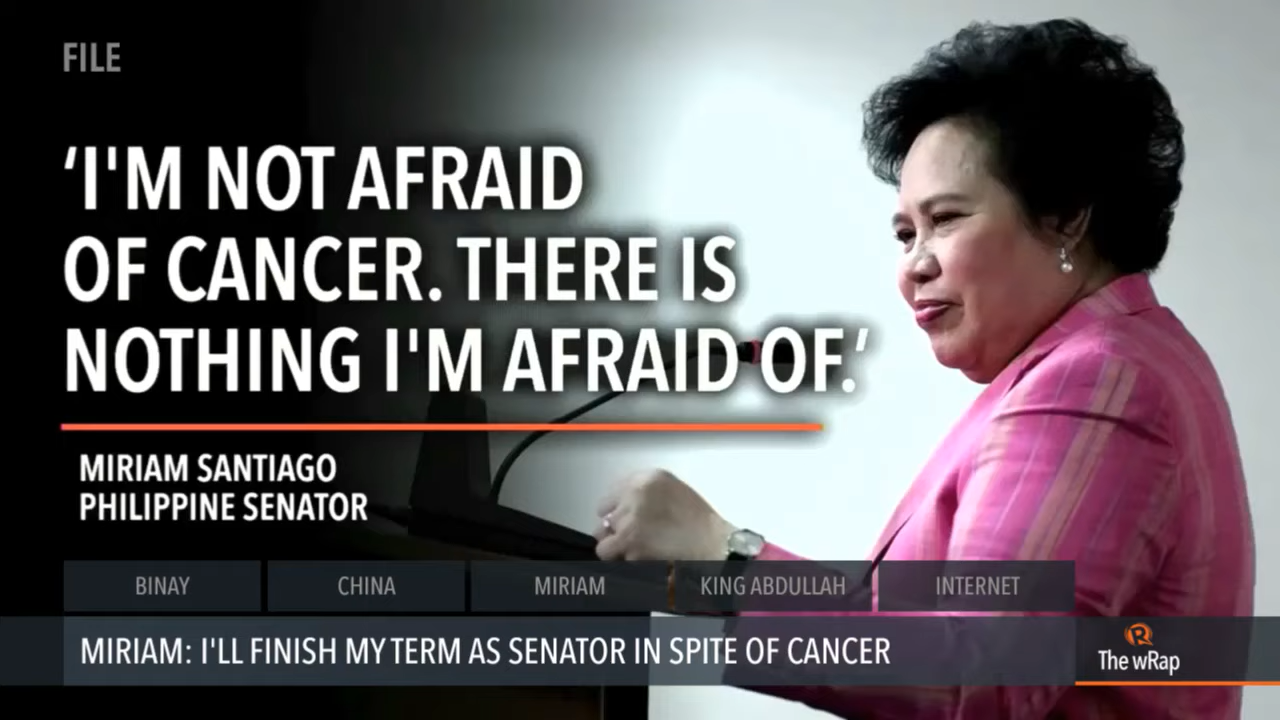 FILE
‘I'M NOT AFRAID
OF CANCER. THERE IS
NOTHING I'M AFRAID OF.’
MIRIAM SANTIAGO
PHILIPPINE SENATOR
BINAY
CHINA
MIRIAM
KING ABDULLAH
INTERNET
MIRIAM: I'LL FINISH MY TERM AS SENATOR IN SPITE OF CANCER
R
The wRap